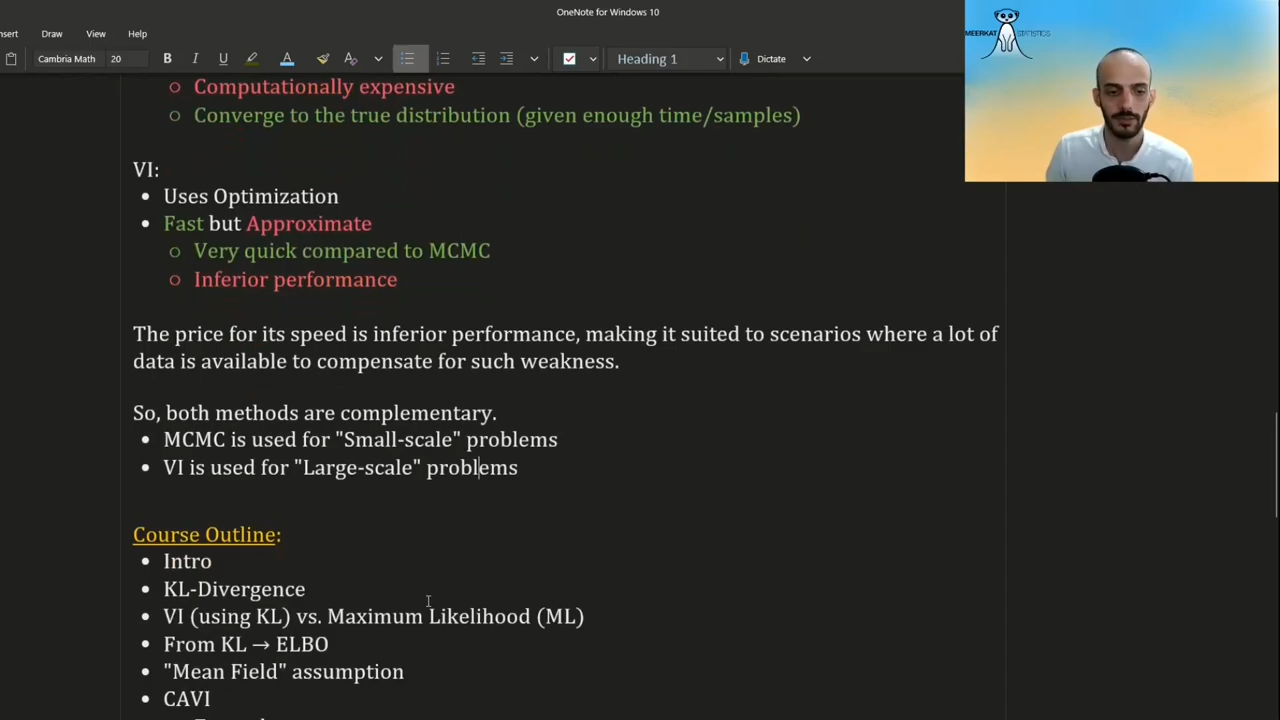 OneNote for Windows 10
nsert Draw View Help
Cambria Math 20 B I U A A Heading 1 Dictate
MEERKAT STATISTICS
○ Computationally expensive
○ Converge to the true distribution (given enough time/samples)
VI:
• Uses Optimization
• Fast but Approximate
○ Very quick compared to MCMC
○ Inferior performance
The price for its speed is inferior performance, making it suited to scenarios where a lot of
data is available to compensate for such weakness.
So, both methods are complementary.
• MCMC is used for "Small-scale" problems
• VI is used for "Large-scale" problems
Course Outline:
• Intro
• KL-Divergence
• VI (using KL) vs. Maximum Likelihood (ML)
• From KL → ELBO
• "Mean Field" assumption
• CAVI